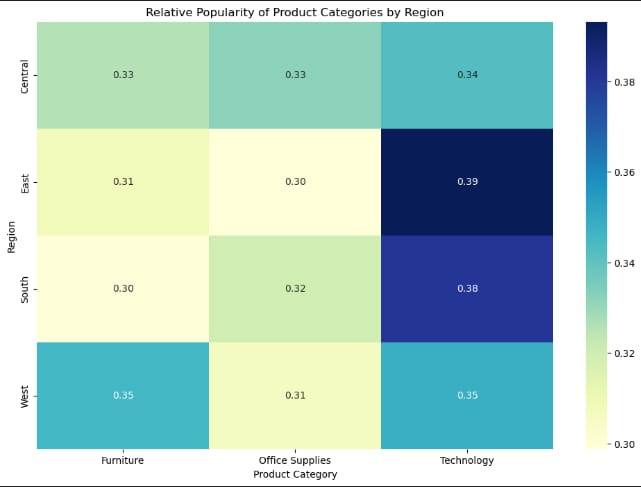 Relative Popularity of Product Categories by Region
Central
0.33 0.33 0.34
East
0.31 0.30 0.39
South
0.30 0.32 0.38
West
0.35 0.31 0.35
Region
Furniture Office Supplies Technology
Product Category
0.38
0.36
0.34
0.32
0.30